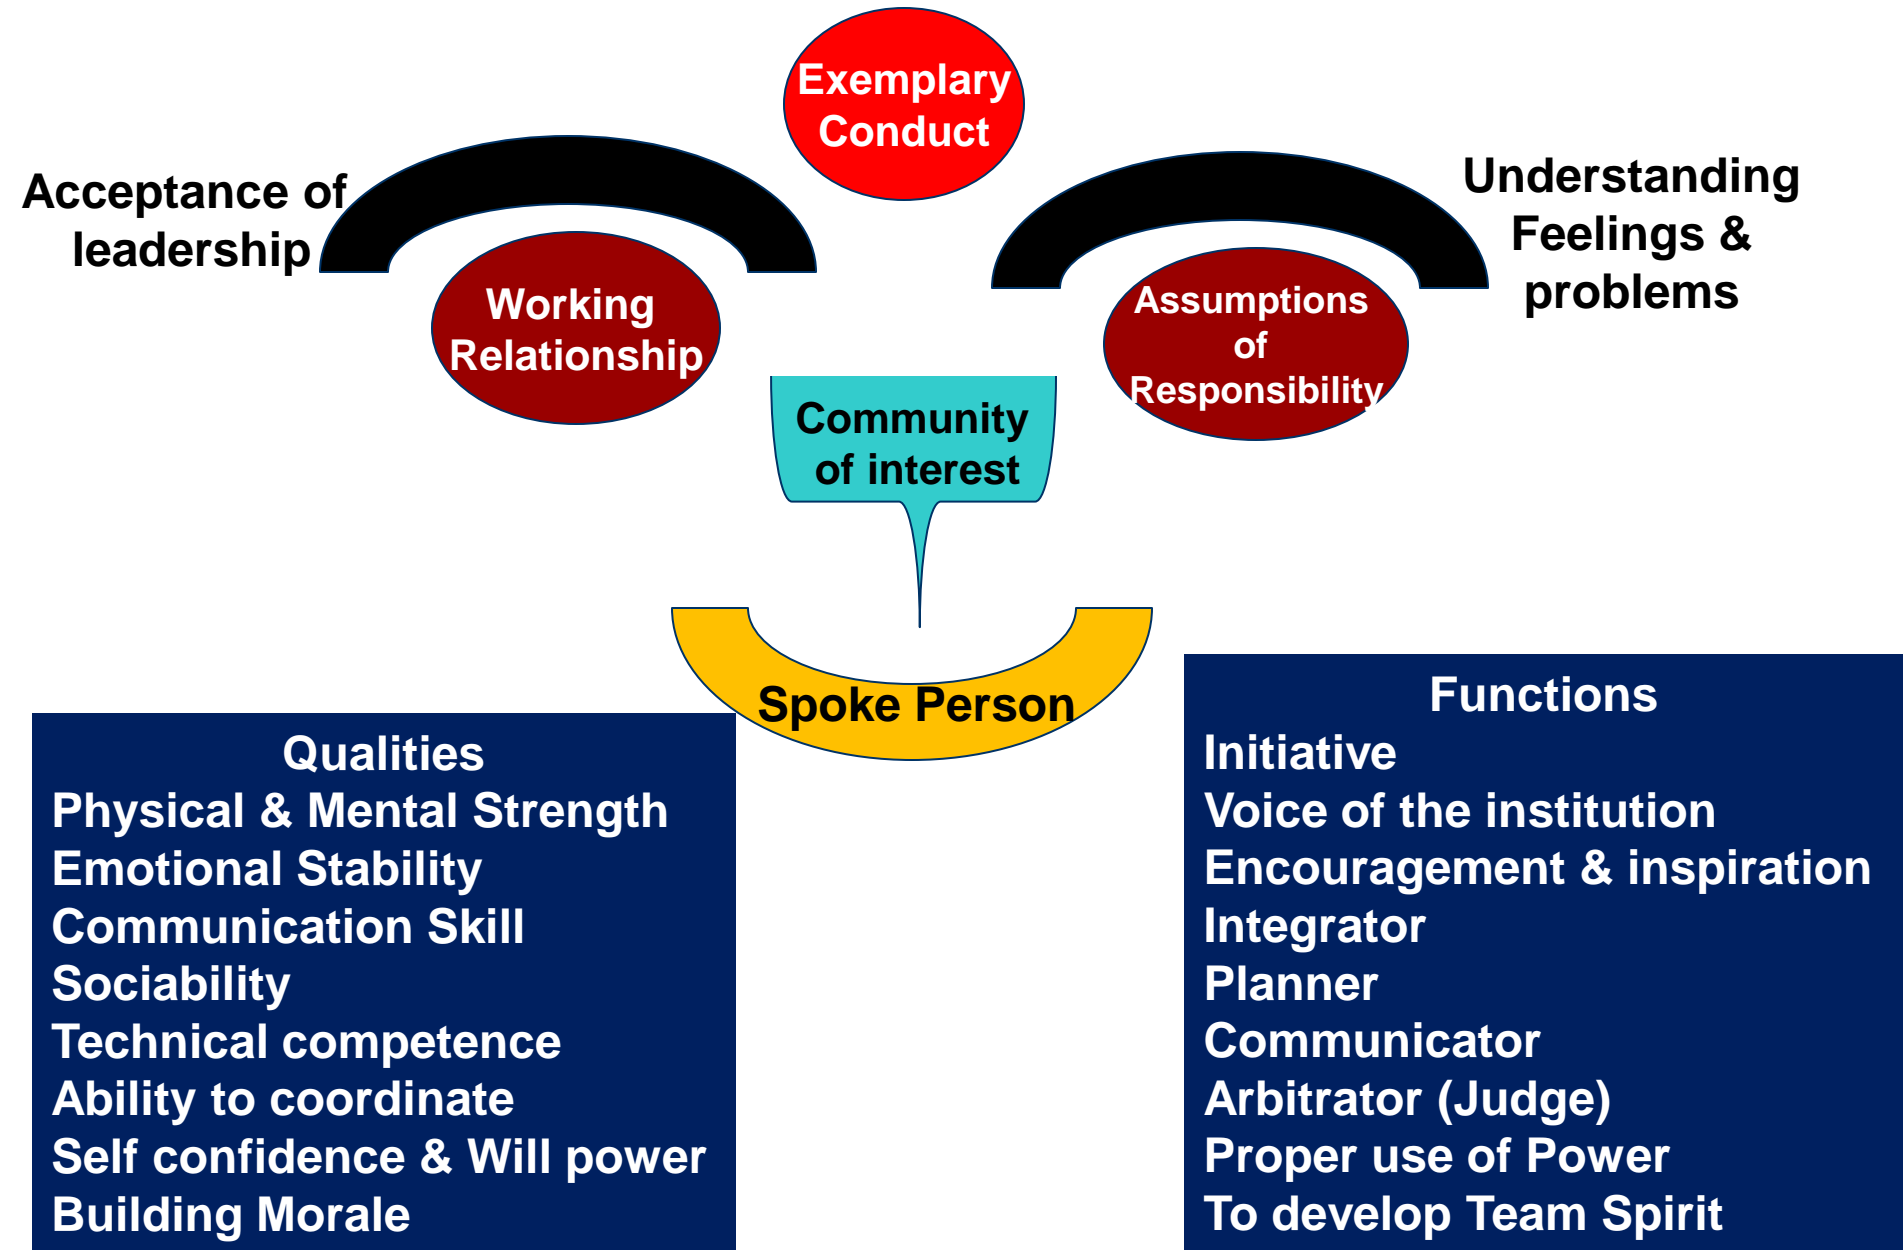 Exemplary
Conduct
Acceptance of
leadership
Understanding
Feelings &
problems
Working
Relationship
Assumptions
of
Responsibility
Community
of interest
Spoke Person
Qualities
Physical & Mental Strength
Emotional Stability
Communication Skill
Sociability
Technical competence
Ability to coordinate
Self confidence & Will power
Building Morale
Functions
Initiative
Voice of the institution
Encouragement & inspiration
Integrator
Planner
Communicator
Arbitrator (Judge)
Proper use of Power
To develop Team Spirit